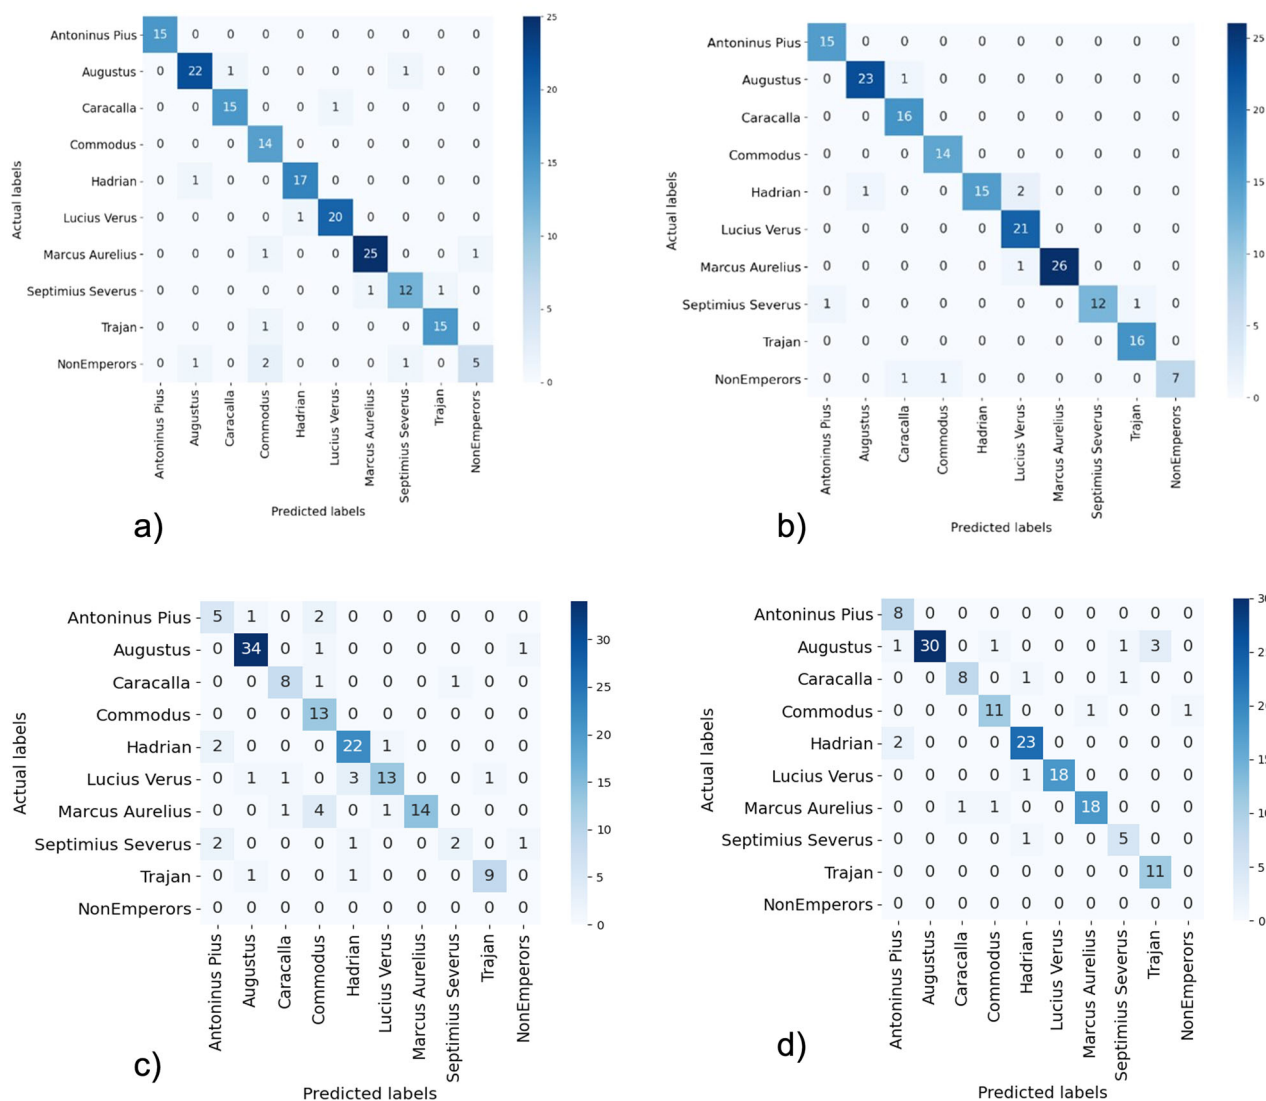 Actual labels
Antoninus Pius 15 0 0 0 0 0 0 0 0 0
Augustus 0 22 1 0 0 0 0 1 0 0
Caracalla 0 0 15 0 0 1 0 0 0 0
Commodus 0 0 0 14 0 0 0 0 0 0
Hadrian 0 1 0 0 17 0 0 0 0 0
Lucius Verus 0 0 0 0 1 20 0 0 0 0
Marcus Aurelius 0 0 0 1 0 0 25 0 0 1
Septimius Severus 0 0 0 0 0 0 1 12 1 0
Trajan 0 0 0 1 0 0 0 0 15 0
NonEmperors 0 1 0 2 0 0 0 1 0 5
Antoninus Pius
Augustus
Caracalla
Commodus
Hadrian
Lucius Verus
Marcus Aurelius
Septimius Severus
Trajan
NonEmperors
Predicted labels
25
20
15
10
5
0
a)
Actual labels
Antoninus Pius 15 0 0 0 0 0 0 0 0 0
Augustus 0 23 1 0 0 0 0 0 0 0
Caracalla 0 0 16 0 0 0 0 0 0 0
Commodus 0 0 0 14 0 0 0 0 0 0
Hadrian 0 1 0 0 15 2 0 0 0 0
Lucius Verus 0 0 0 0 0 21 0 0 0 0
Marcus Aurelius 0 0 0 0 0 1 26 0 0 0
Septimius Severus 1 0 0 0 0 0 0 12 1 0
Trajan 0 0 0 0 0 0 0 0 16 0
NonEmperors 0 0 1 1 0 0 0 0 0 7
Antoninus Pius
Augustus
Caracalla
Commodus
Hadrian
Lucius Verus
Marcus Aurelius
Septimius Severus
Trajan
NonEmperors
Predicted labels
25
20
15
10
5
0
b)
Actual labels
Antoninus Pius 5 1 0 2 0 0 0 0 0 0
Augustus 0 34 0 1 0 0 0 0 0 1
Caracalla 0 0 8 1 0 0 0 1 0 0
Commodus 0 0 0 13 0 0 0 0 0 0
Hadrian 2 0 0 0 22 1 0 0 0 0
Lucius Verus 0 1 1 0 3 13 0 0 1 0
Marcus Aurelius 0 0 1 4 0 1 14 0 0 0
Septimius Severus 2 0 0 0 1 0 0 2 0 1
Trajan 0 1 0 0 1 0 0 0 9 0
NonEmperors 0 0 0 0 0 0 0 0 0 0
Antoninus Pius
Augustus
Caracalla
Commodus
Hadrian
Lucius Verus
Marcus Aurelius
Septimius Severus
Trajan
NonEmperors
Predicted labels
30
25
20
15
10
5
0
c)
Actual labels
Antoninus Pius 8 0 0 0 0 0 0 0 0 0
Augustus 1 30 0 1 0 0 0 1 3 0
Caracalla 0 0 8 0 1 0 0 1 0 0
Commodus 0 0 0 11 0 0 1 0 0 1
Hadrian 2 0 0 0 23 0 0 0 0 0
Lucius Verus 0 0 0 0 1 18 0 0 0 0
Marcus Aurelius 0 0 1 1 0 0 18 0 0 0
Septimius Severus 0 0 0 0 1 0 0 5 0 0
Trajan 0 0 0 0 0 0 0 0 11 0
NonEmperors 0 0 0 0 0 0 0 0 0 0
Antoninus Pius
Augustus
Caracalla
Commodus
Hadrian
Lucius Verus
Marcus Aurelius
Septimius Severus
Trajan
NonEmperors
Predicted labels
30
25
20
15
10
5
0
d)